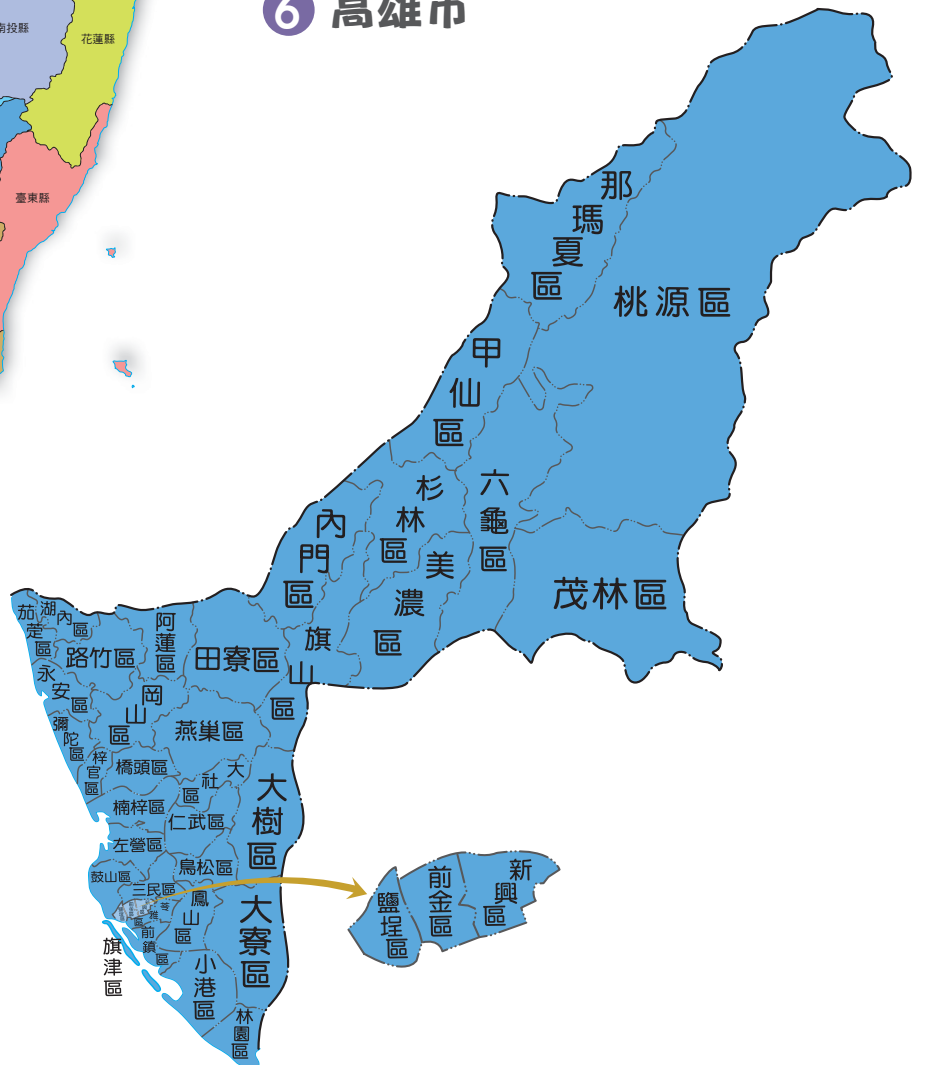 6 高雄市
南投縣
花蓮縣
臺東縣
那瑪夏區
桃源區
甲仙區
六龜區
杉林區
內門區
美濃區
茂林區
旗山區
茄萣區
湖內區
路竹區
阿蓮區
田寮區
永安區
岡山區
燕巢區
彌陀區
梓官區
橋頭區
大社區
大樹區
楠梓區
仁武區
左營區
鳥松區
鼓山區
三民區
苓雅區
鳳山區
大寮區
前鎮區
旗津區
小港區
林園區
鹽埕區
前金區
新興區